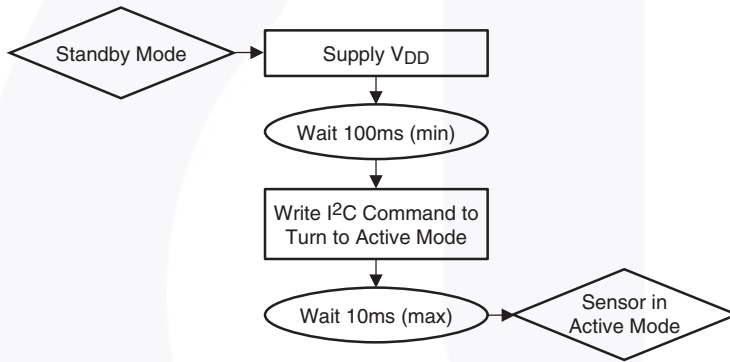 Standby Mode
Supply VDD
Wait 100ms (min)
Write I2C Command to
Turn to Active Mode
Wait 10ms (max)
Sensor in
Active Mode